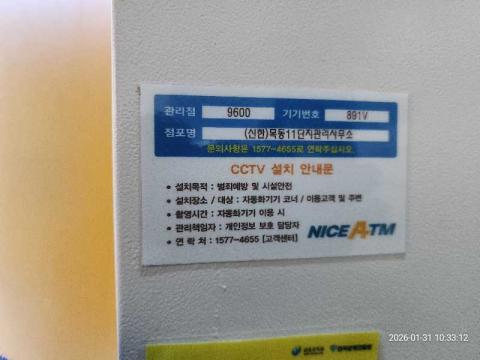 관리점 9600 기기번호 891V
점포명 (신한)목동11단지관리사무소
문의사항은 1577-4655로 연락주십시오.
CCTV 설치 안내문
• 설치목적 : 범죄예방 및 시설안전
• 설치장소 / 대상 : 자동화기기 코너 / 이용고객 및 주변
• 촬영시간 : 자동화기기 이용 시
• 관리책임자 : 개인정보 보호 담당자
• 연 락 처 : 1577-4655 [고객센터]
NICE ATM
2026-01-31 10:33:12